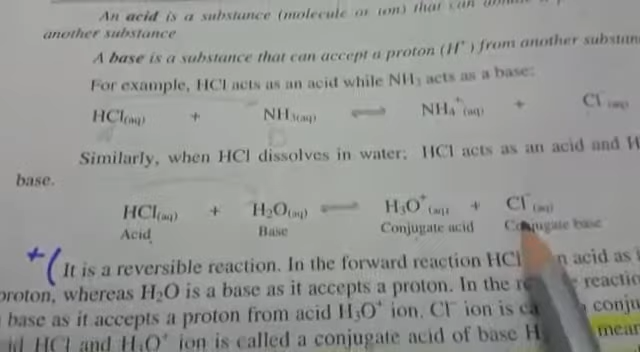 An acid is a substance (molecule or ion) that can
another substance
A base is a substance that can accept a proton (H⁺) from another
For example, HCl acts as an acid while NH₃ acts as a base:
HCl(aq) + NH₃(aq) ⇌ NH₄⁺(aq) + Cl⁻(aq)
Similarly, when HCl dissolves in water; HCl acts as an acid and
base.
HCl(aq) + H₂O(aq) ⇌ H₃O⁺(aq) + Cl⁻(aq)
Acid Base Conjugate acid Conjugate base
+ ( It is a reversible reaction. In the forward reaction HCl an acid as
proton, whereas H₂O is a base as it accepts a proton. In the
base as it accepts a proton from acid H₃O⁺ ion. Cl⁻ ion is
HCl and H₃O⁺ ion is called a conjugate acid of base